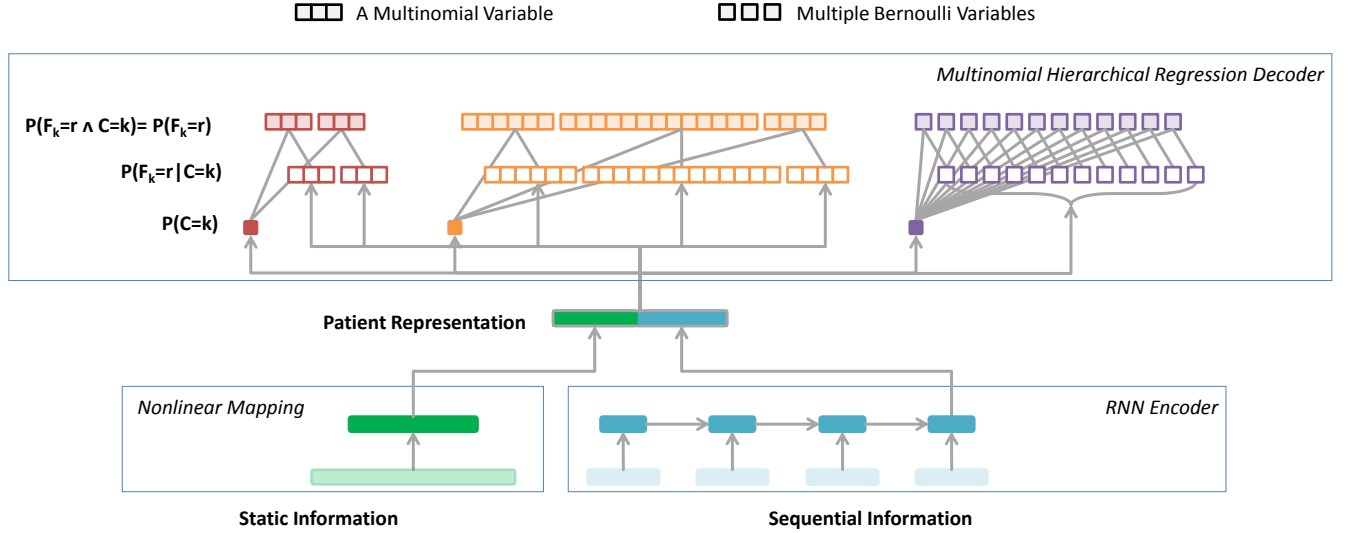 A Multinomial Variable
Multiple Bernoulli Variables
Multinomial Hierarchical Regression Decoder
P(Fₖ=r ∧ C=k)= P(Fₖ=r)
P(Fₖ=r|C=k)
P(C=k)
Patient Representation
Nonlinear Mapping
RNN Encoder
Static Information
Sequential Information